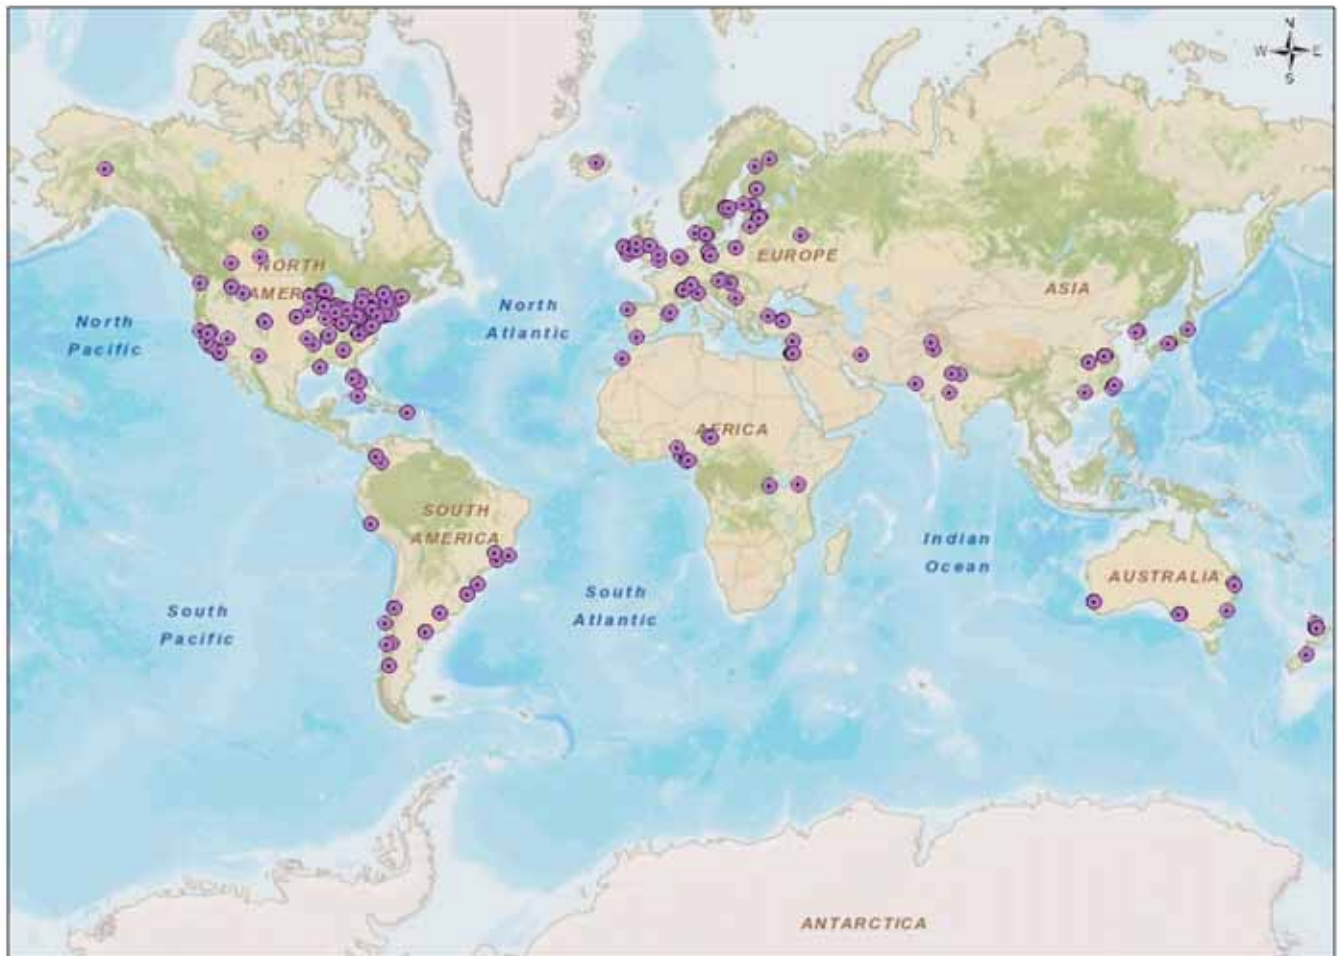 N
W E
S
NORTH
AMERICA
EUROPE
ASIA
North
Pacific
North
Atlantic
AFRICA
SOUTH
AMERICA
Indian
Ocean
AUSTRALIA
South
Pacific
South
Atlantic
ANTARCTICA